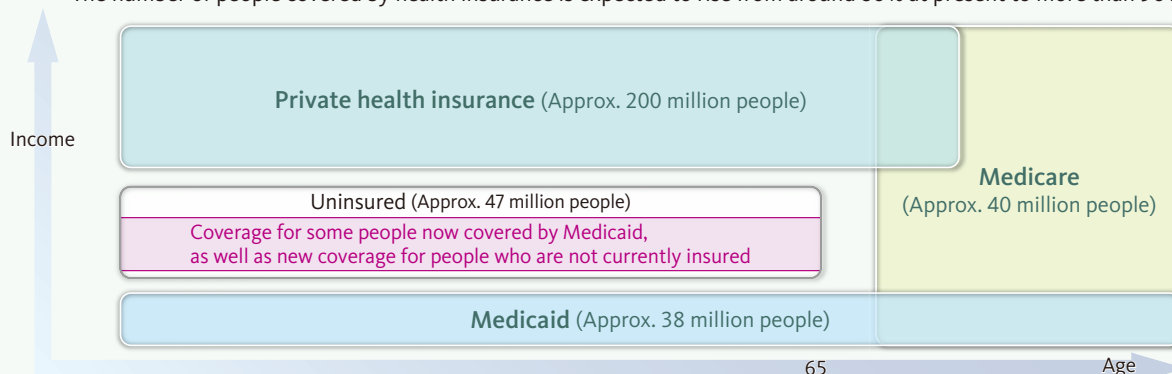 Private health insurance (Approx. 200 million people)
Income
Medicare
(Approx. 40 million people)
Uninsured (Approx. 47 million people)
Coverage for some people now covered by Medicaid,
as well as new coverage for people who are not currently insured
Medicaid (Approx. 38 million people)
65
Age